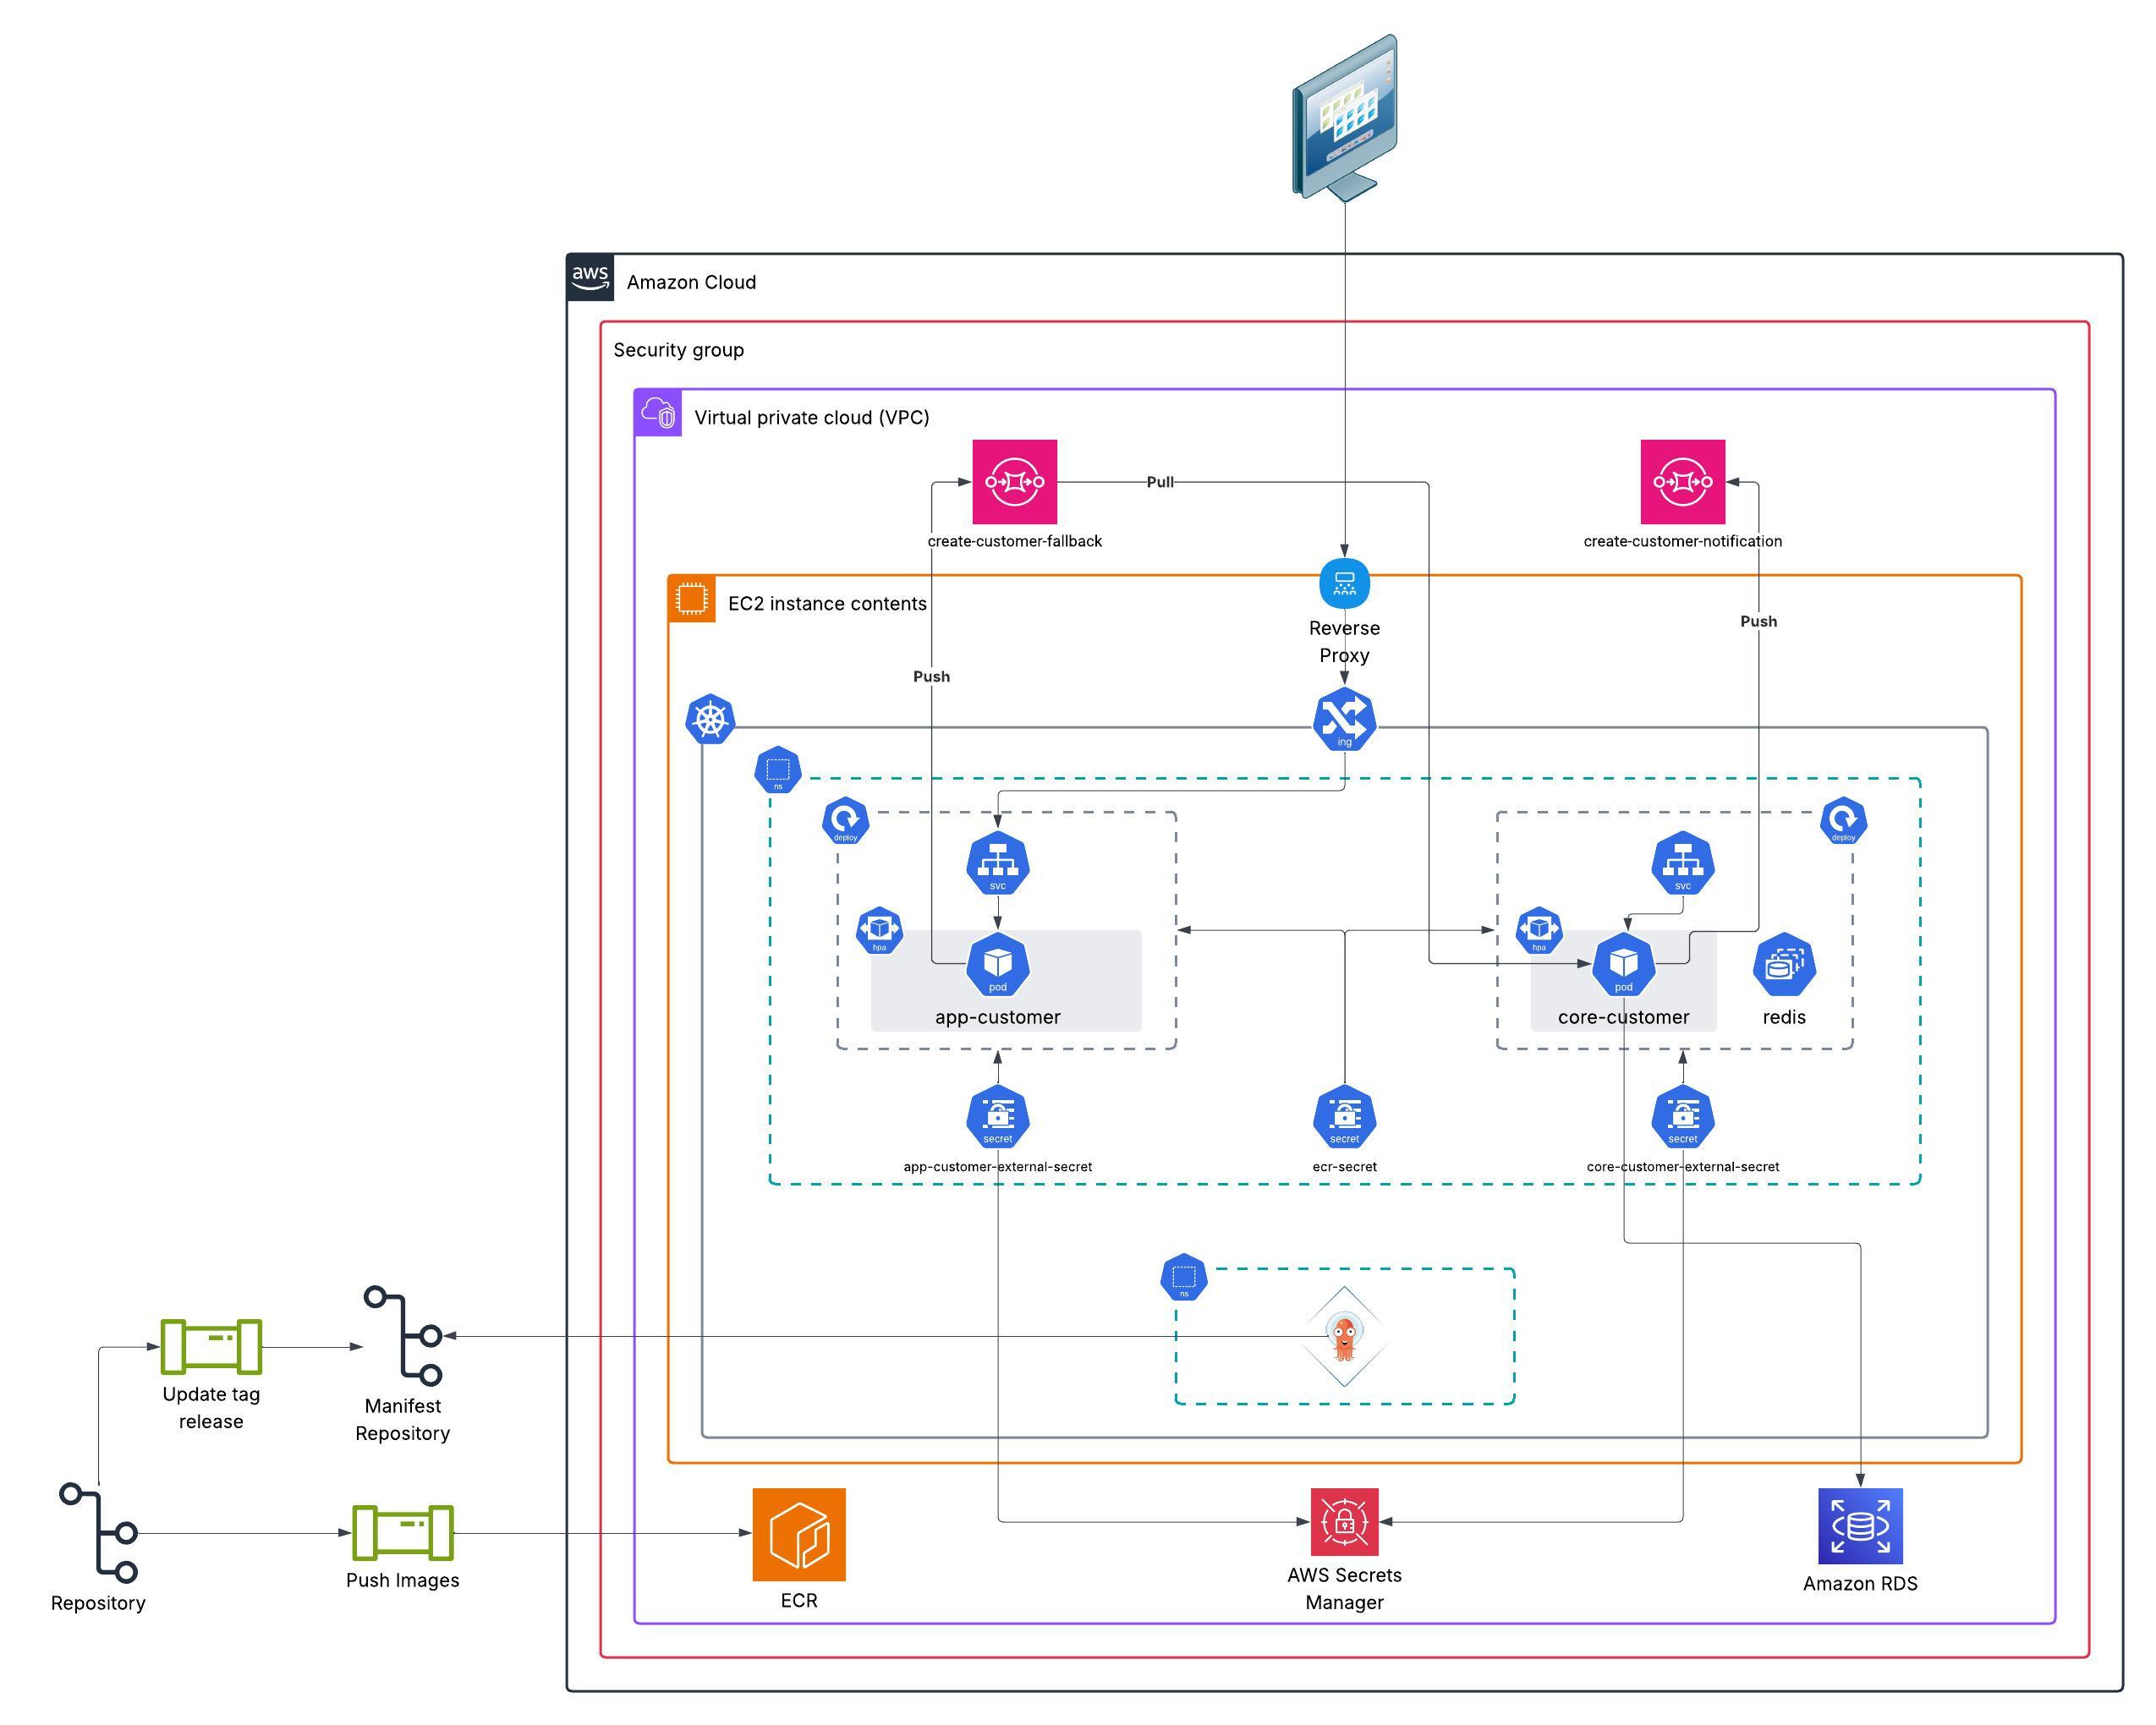 aws
Amazon Cloud
Security group
Virtual private cloud (VPC)
Pull
create-customer-fallback
create-customer-notification
EC2 instance contents
Reverse
Proxy
Push
Push
ing
ns
deploy
deploy
svc
svc
hpa
hpa
pod
pod
app-customer
core-customer
redis
secret
secret
secret
app-customer-external-secret
ecr-secret
core-customer-external-secret
ns
Update tag
release
Manifest
Repository
Repository
Push Images
ECR
AWS Secrets
Manager
Amazon RDS